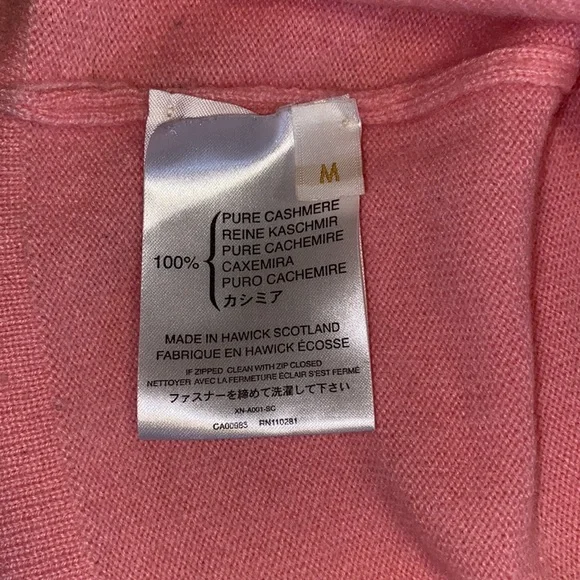 M
PURE CASHMERE
REINE KASCHMIR
PURE CACHEMIRE
100% { CAXEMIRA
PURO CACHEMIRE
カシミア
MADE IN HAWICK SCOTLAND
FABRIQUE EN HAWICK ÉCOSSE
IF ZIPPED CLEAN WITH ZIP CLOSED
NETTOYER AVEC LA FERMETURE ÉCLAIR S'EST FERMÉ
ファスナーを締めて洗濯して下さい
XN-A001-SC
CA00983 RN110281